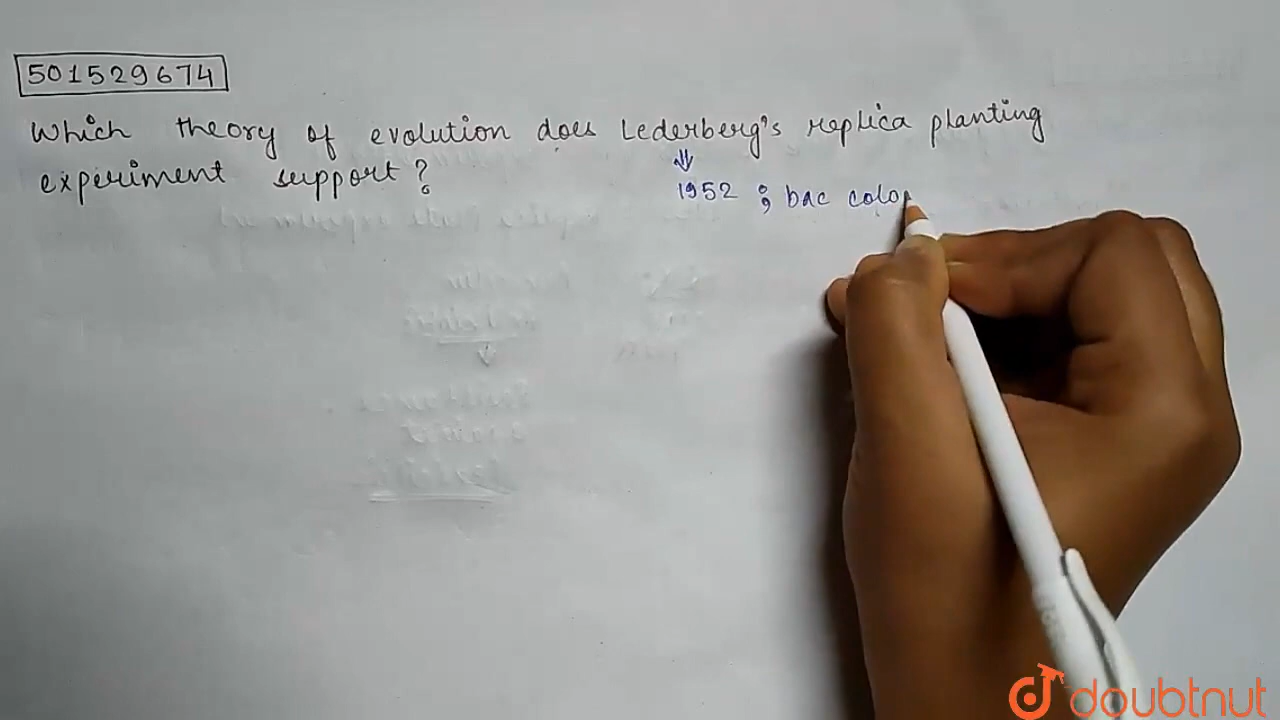 501529674
Which theory of evolution does Lederberg's replica planting
experiment support?
1952 ; bac colo
doubtnut